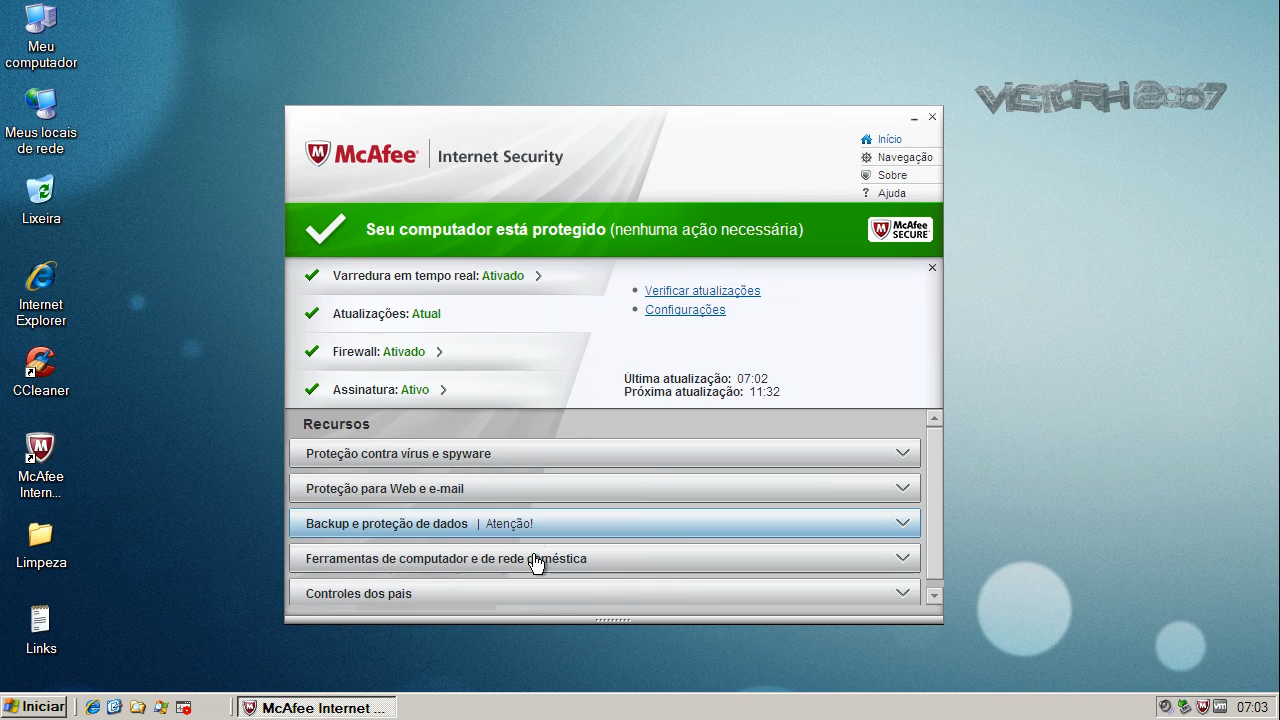 Meu
computador
Meus locais
de rede
Lixeira
Internet
Explorer
CCleaner
McAfee
Intern...
Limpeza
Links
VICTORH 2007
McAfee | Internet Security
Início
Navegação
? Sobre
Ajuda
Seu computador está protegido (nenhuma ação necessária)
McAfee
SECURE
Varredura em tempo real: Ativado
Atualizações: Atual
Firewall: Ativado
Assinatura: Ativo
Verificar atualizações
Configurações
Última atualização: 07:02
Próxima atualização: 11:32
Recursos
Proteção contra vírus e spyware
Proteção para Web e e-mail
Backup e proteção de dados | Atenção!
Ferramentas de computador e de rede doméstica
Controles dos pais
Iniciar
McAfee Internet ...
07:03